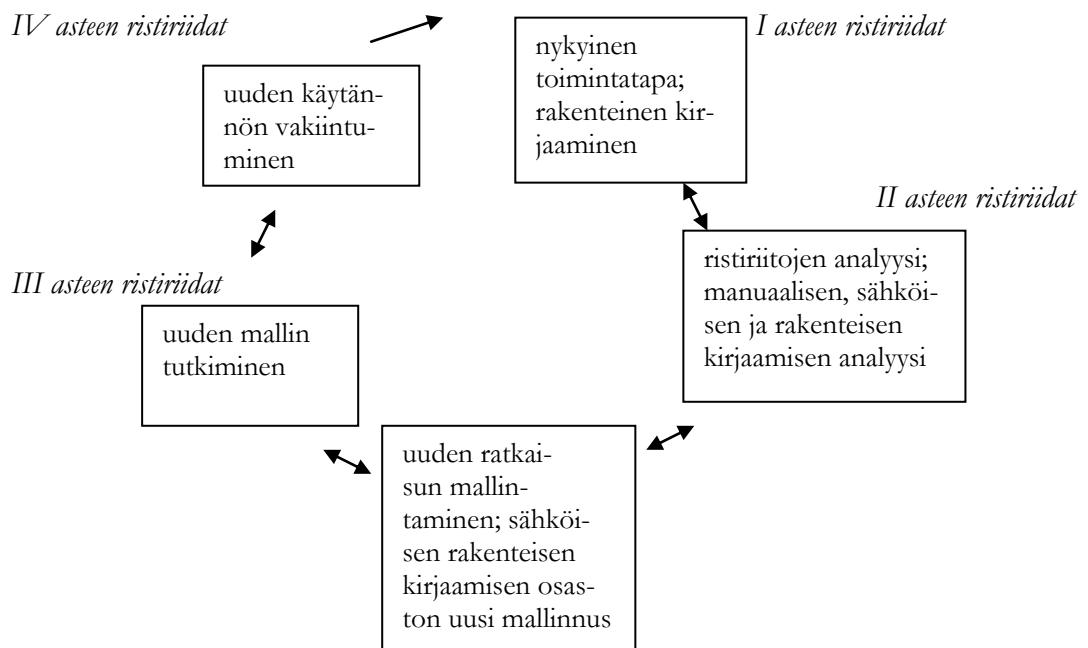 IV asteen ristiriidat
I asteen ristiriidat
nykyinen
toimintatapa;
rakenteinen kir-
jaaminen
uuden käytän-
nön vakiintu-
minen
II asteen ristiriidat
ristiriitojen analyysi;
manuaalisen, sähköi-
sen ja rakenteisen
kirjaamisen analyysi
III asteen ristiriidat
uuden mallin
tutkiminen
uuden ratkai-
sun mallin-
taminen; sähköi-
sen rakenteisen
kirjaamisen osas-
ton uusi mallinnus